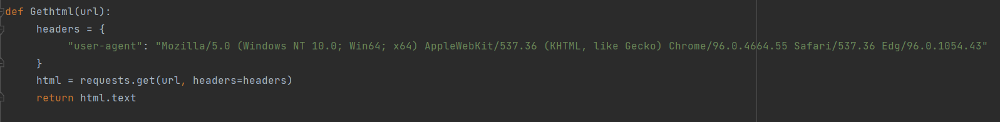 def Gethtml(url):
    headers = {
        "user-agent": "Mozilla/5.0 (Windows NT 10.0; Win64; x64) AppleWebKit/537.36 (KHTML, like Gecko) Chrome/96.0.4664.55 Safari/537.36 Edg/96.0.1054.43"
    }
    html = requests.get(url, headers=headers)
    return html.text